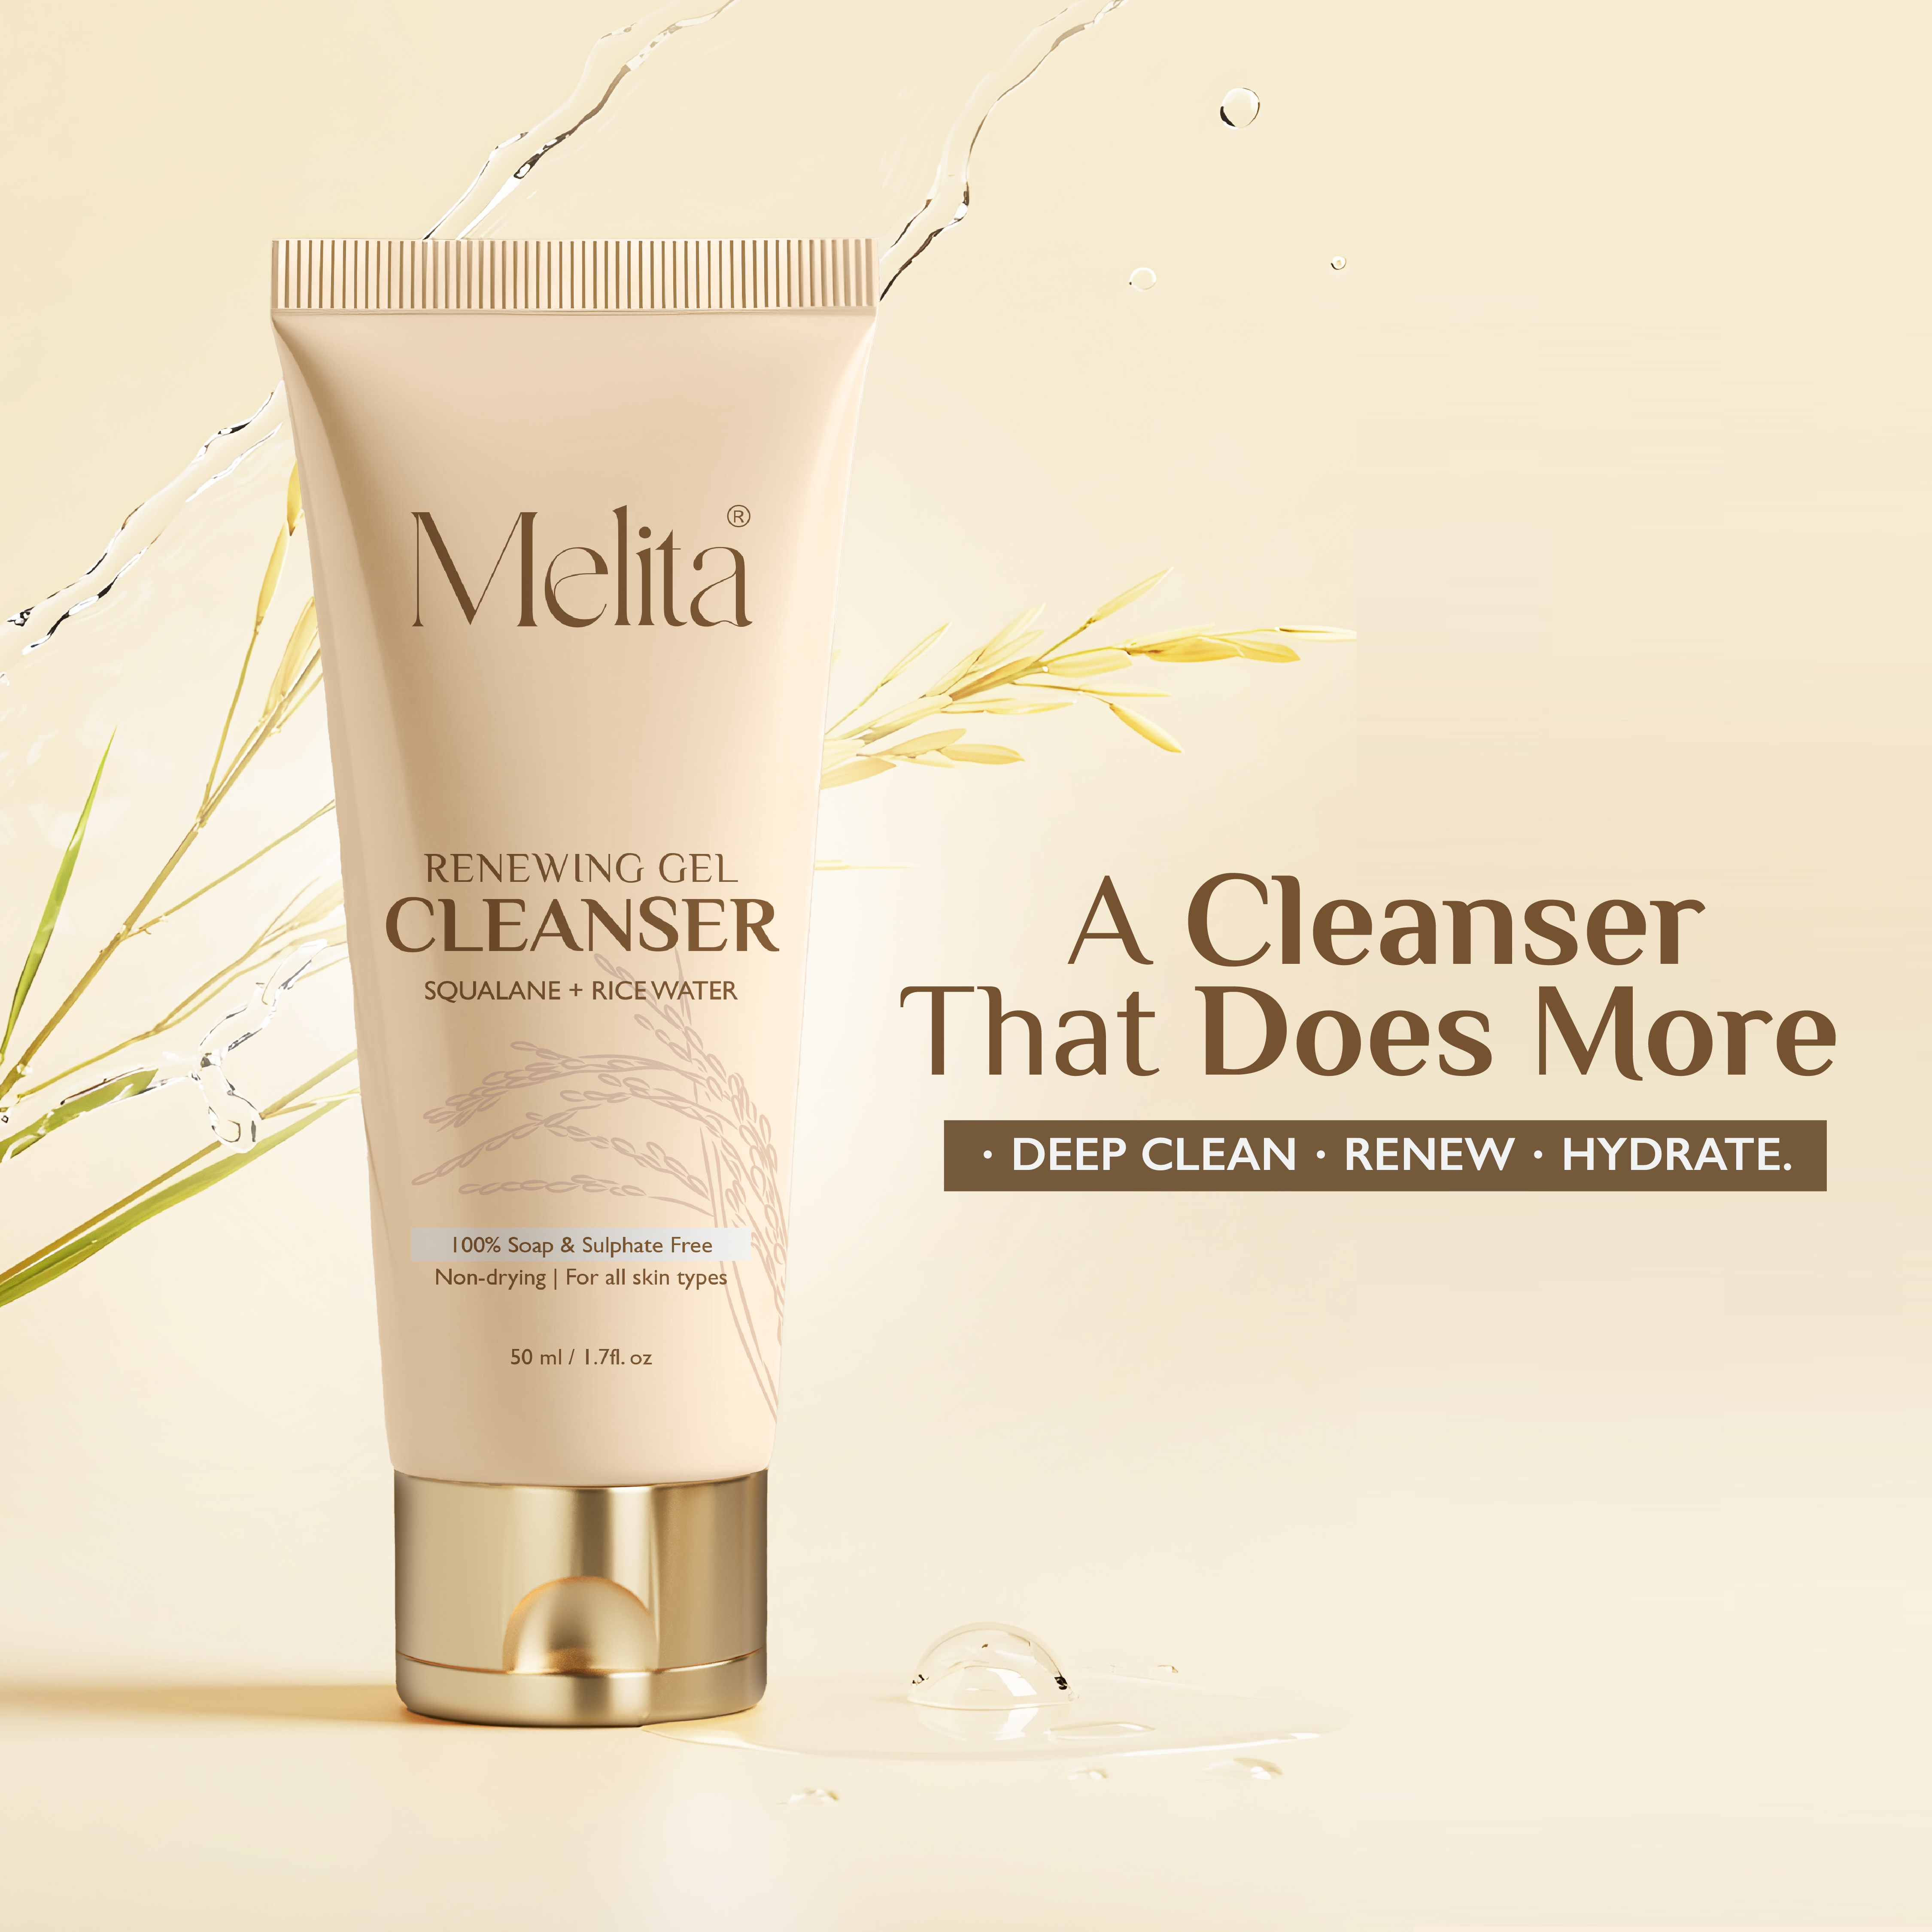 Melita®
RENEWING GEL
CLEANSER
SQUALANE + RICE WATER
100% Soap & Sulphate Free
Non-drying | For all skin types
50 ml / 1.7fl. oz
A Cleanser
That Does More
· DEEP CLEAN · RENEW · HYDRATE.